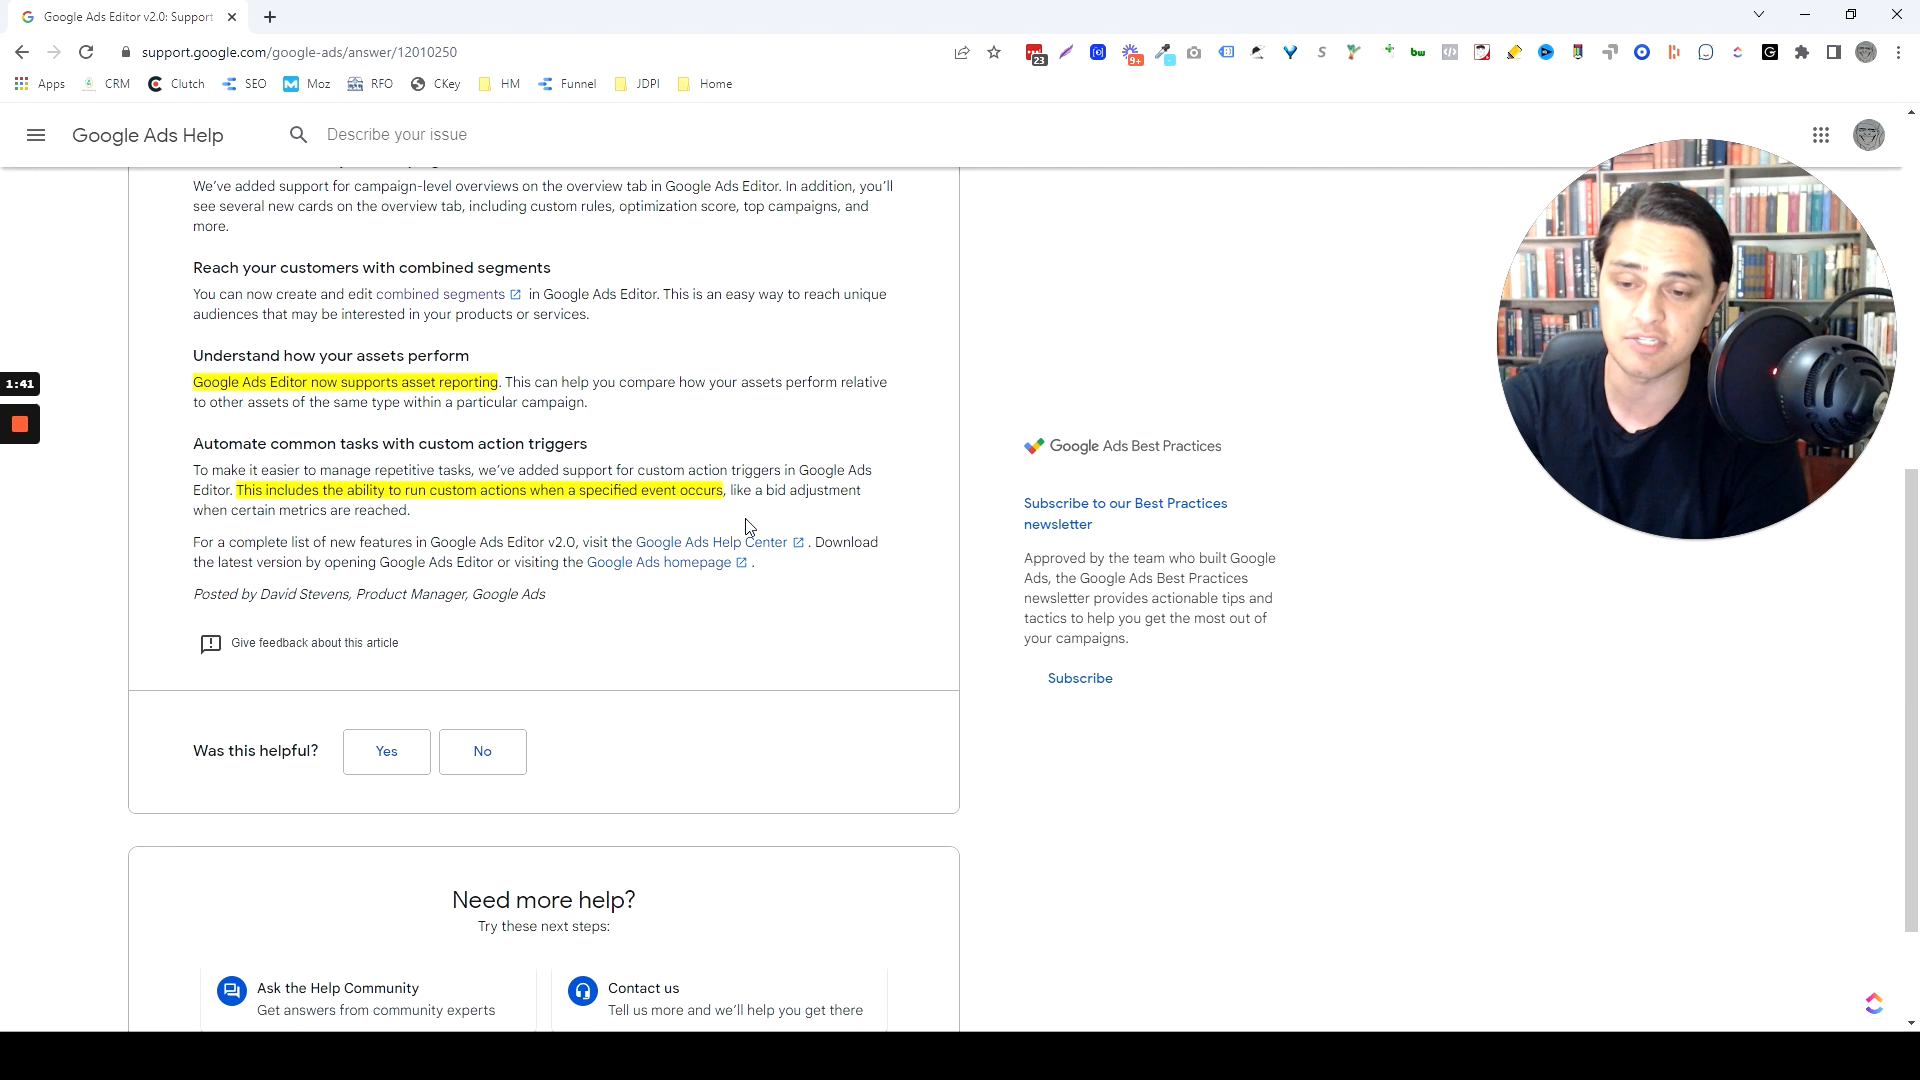 Google Ads Editor v2.0: Support
support.google.com/google-ads/answer/12010250
23
9+
bw
Apps
CRM
Clutch
SEO
Moz
RFO
CKey
HM
Funnel
JDPI
Home
Google Ads Help
Describe your issue
We've added support for campaign-level overviews on the overview tab in Google Ads Editor. In addition, you'll
see several new cards on the overview tab, including custom rules, optimization score, top campaigns, and
more.
Reach your customers with combined segments
You can now create and edit combined segments in Google Ads Editor. This is an easy way to reach unique
audiences that may be interested in your products or services.
Understand how your assets perform
Google Ads Editor now supports asset reporting. This can help you compare how your assets perform relative
to other assets of the same type within a particular campaign.
1:41
Automate common tasks with custom action triggers
To make it easier to manage repetitive tasks, we've added support for custom action triggers in Google Ads
Editor. This includes the ability to run custom actions when a specified event occurs, like a bid adjustment
when certain metrics are reached.
For a complete list of new features in Google Ads Editor v2.0, visit the Google Ads Help Center . Download
the latest version by opening Google Ads Editor or visiting the Google Ads homepage .
Posted by David Stevens, Product Manager, Google Ads
Give feedback about this article
Was this helpful?
Yes
No
Google Ads Best Practices
Subscribe to our Best Practices
newsletter
Approved by the team who built Google
Ads, the Google Ads Best Practices
newsletter provides actionable tips and
tactics to help you get the most out of
your campaigns.
Subscribe
Need more help?
Try these next steps:
Ask the Help Community
Get answers from community experts
Contact us
Tell us more and we'll help you get there